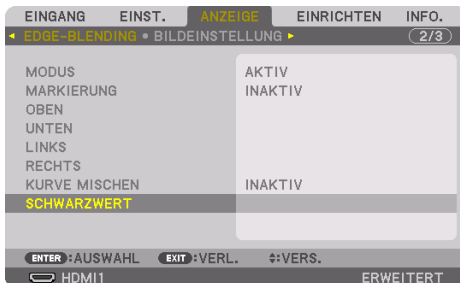 EINGANG EINST. ANZEIGE EINRICHTEN INFO.
EDGE-BLENDING • BILDEINSTELLUNG 2/3
MODUS AKTIV
MARKIERUNG INAKTIV
OBEN
UNTEN
LINKS
RECHTS
KURVE MISCHEN INAKTIV
SCHWARZWERT
ENTER :AUSWAHL EXIT :VERL. :VERS.
HDMI1 ERWEITERT